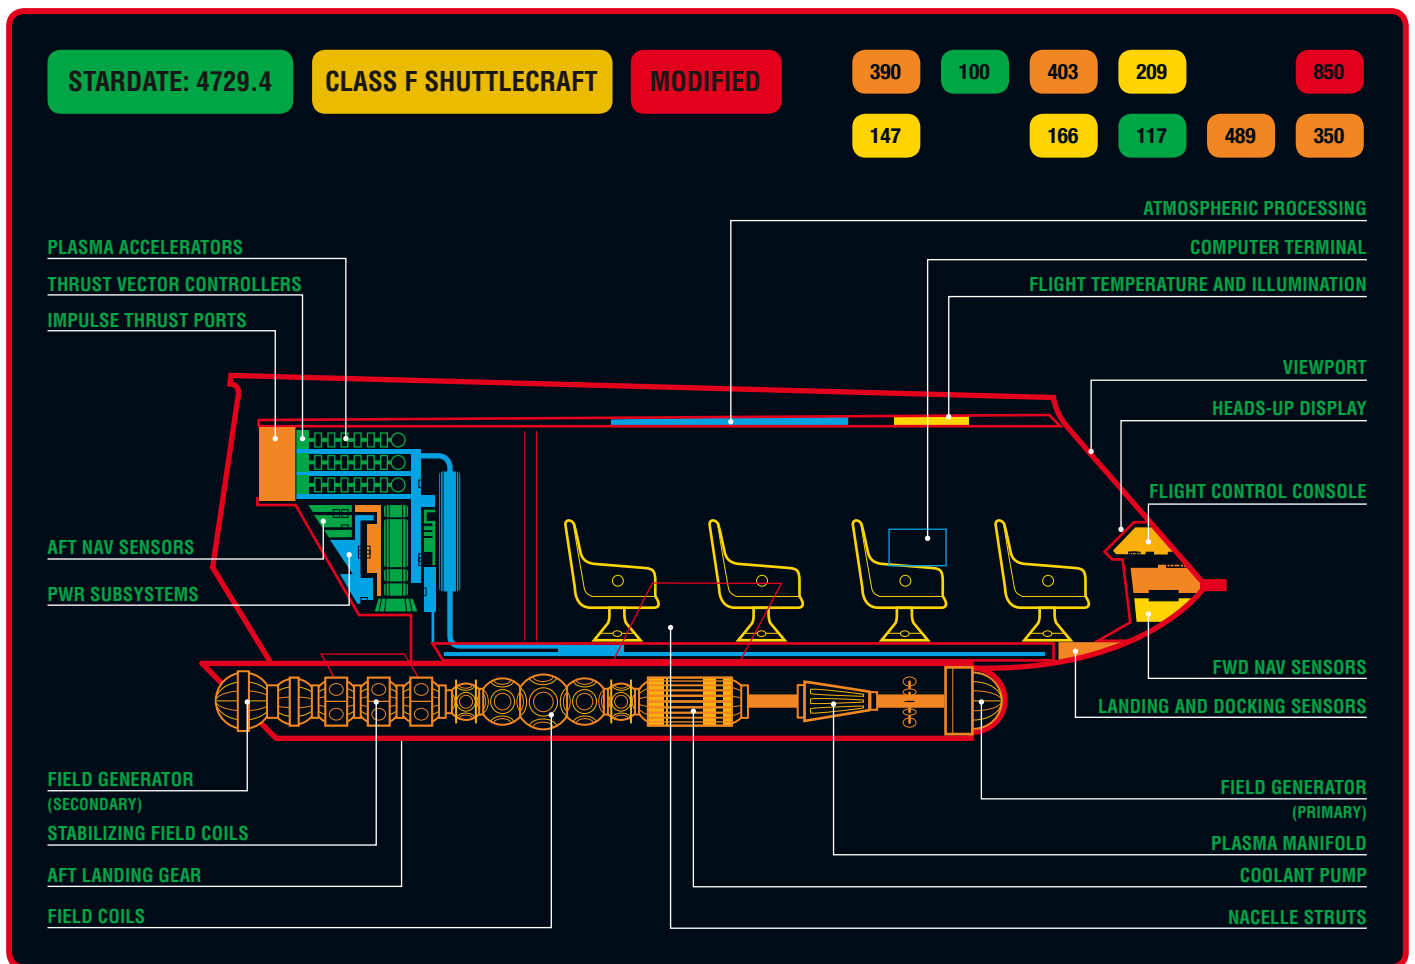 STARDATE: 4729.4
CLASS F SHUTTLECRAFT
MODIFIED
390 100 403 209 850
147 166 117 489 350
PLASMA ACCELERATORS
THRUST VECTOR CONTROLLERS
IMPULSE THRUST PORTS
AFT NAV SENSORS
PWR SUBSYSTEMS
FIELD GENERATOR
(SECONDARY)
STABILIZING FIELD COILS
AFT LANDING GEAR
FIELD COILS
ATMOSPHERIC PROCESSING
COMPUTER TERMINAL
FLIGHT TEMPERATURE AND ILLUMINATION
VIEWPORT
HEADS-UP DISPLAY
FLIGHT CONTROL CONSOLE
FWD NAV SENSORS
LANDING AND DOCKING SENSORS
FIELD GENERATOR
(PRIMARY)
PLASMA MANIFOLD
COOLANT PUMP
NACELLE STRUTS